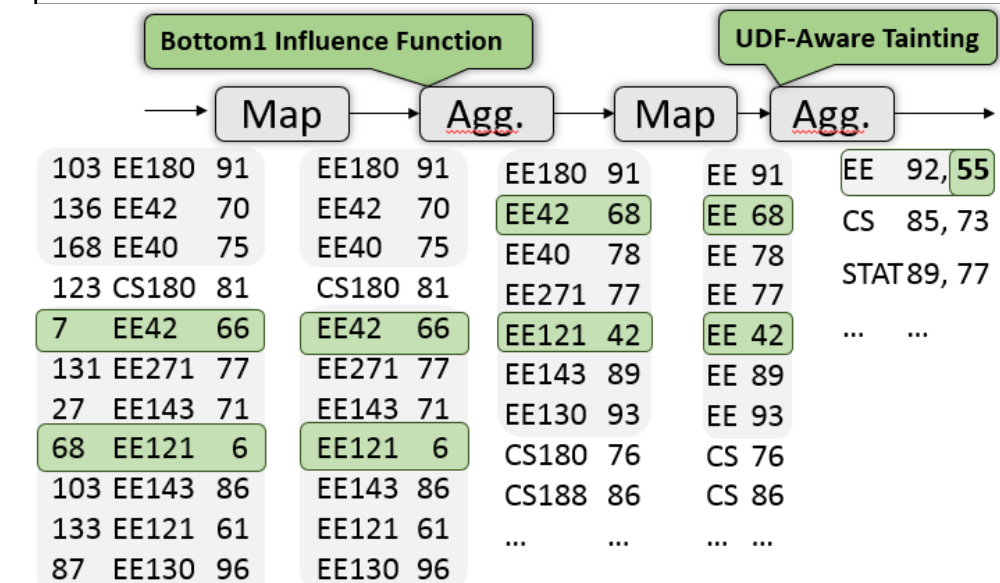 Bottom1 Influence Function
UDF-Aware Tainting
Map
Agg.
Map
Agg.
103 EE180 91
136 EE42 70
168 EE40 75
123 CS180 81
7 EE42 66
131 EE271 77
27 EE143 71
68 EE121 6
103 EE143 86
133 EE121 61
87 EE130 96
EE180 91
EE42 70
EE40 75
CS180 81
EE42 66
EE271 77
EE143 71
EE121 6
EE143 86
EE121 61
EE130 96
EE180 91
EE42 68
EE40 78
EE271 77
EE121 42
EE143 89
EE130 93
CS180 76
CS188 86
... ...
EE 91
EE 68
EE 78
EE 77
EE 42
EE 89
EE 93
CS 76
CS 86
... ...
EE 92, 55
CS 85, 73
STAT 89, 77
... ...